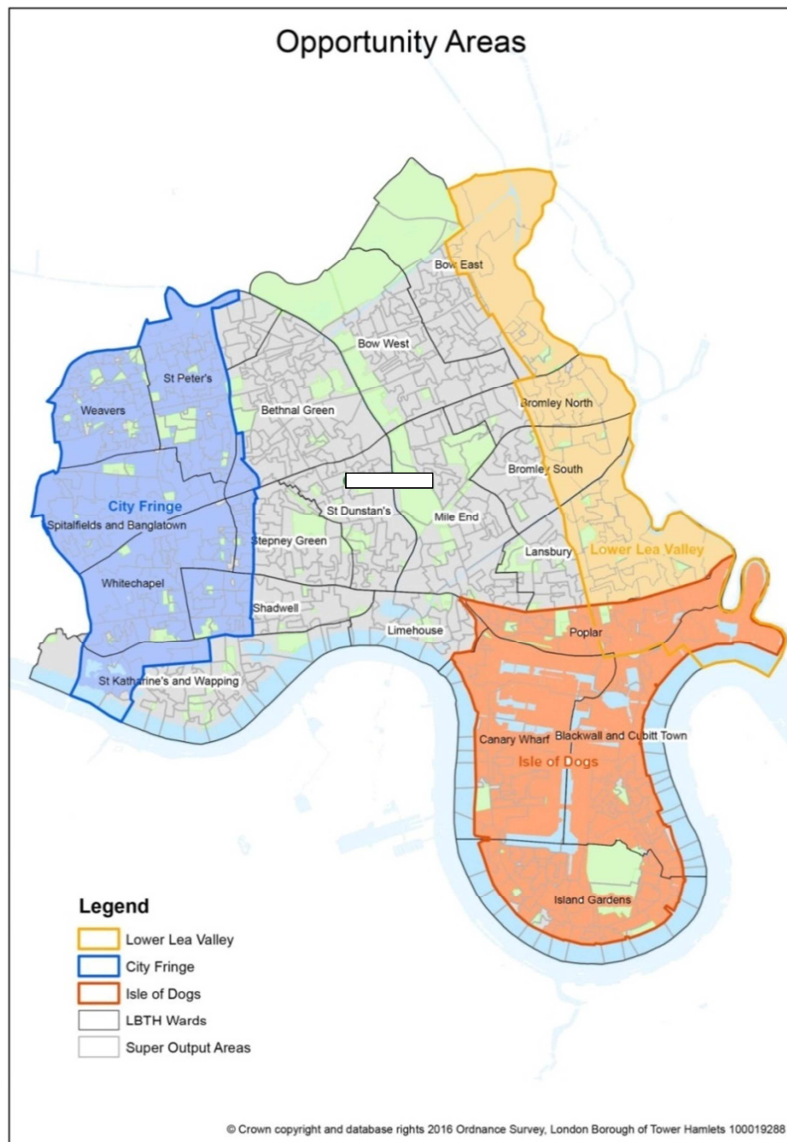 Opportunity Areas
Bow East
Bow West
St Peter's
Weavers
Bethnal Green
Bromley North
Bromley South
City Fringe
Spitalfields and Banglatown
St Dunstan's
Mile End
Stepney Green
Lansbury
Lower Lea Valley
Whitechapel
Shadwell
Limehouse
Poplar
St Katharine's and Wapping
Canary Wharf
Blackwall and Cubitt Town
Isle of Dogs
Island Gardens
Legend
Lower Lea Valley
City Fringe
Isle of Dogs
LBTH Wards
Super Output Areas
© Crown copyright and database rights 2016 Ordnance Survey, London Borough of Tower Hamlets 100019288